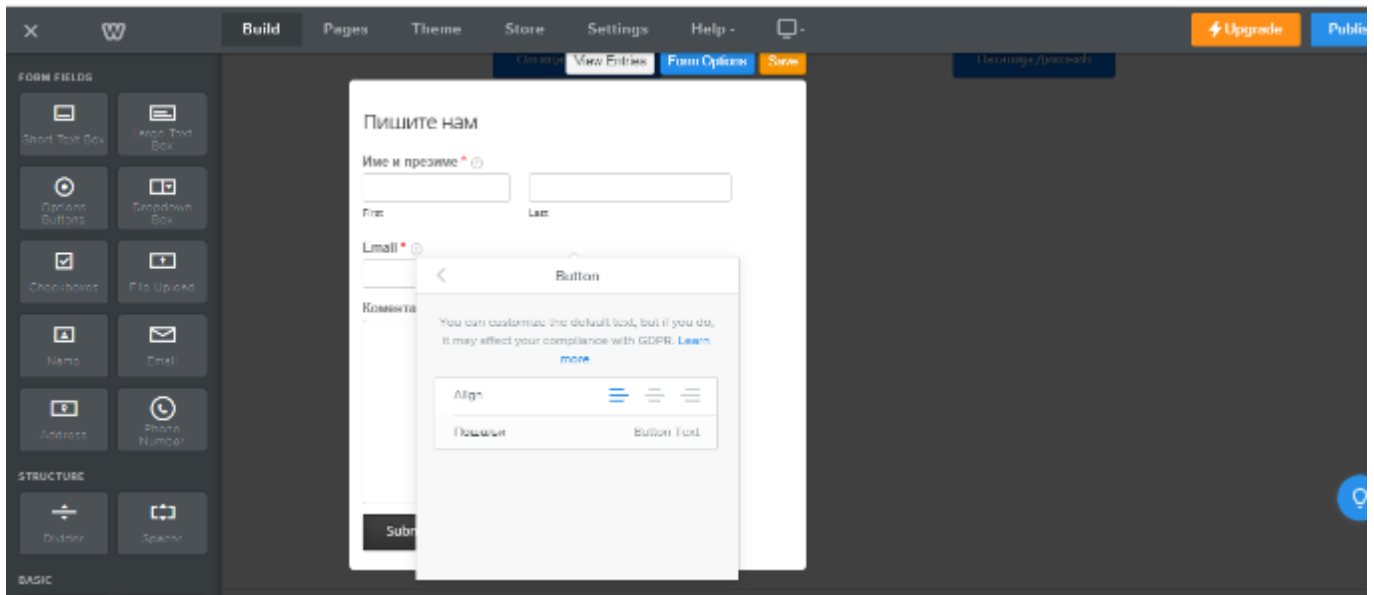 Build Pages Theme Store Settings Help
Upgrade
FORM FIELDS
View Entries Form Options Save
Short Text Box
Large Text Box
Options Buttons
Dropdown Box
Checkboxes
File Upload
Name
Email
Address
Phone Number
STRUCTURE
Divider
Spacer
BASIC
Пишите нам
Име и презиме *
First
Last
Email *
Button
You can customize the default text, but if you do,
it may affect your compliance with GDPR. Learn
more.
Align
Пошаљи
Button Text